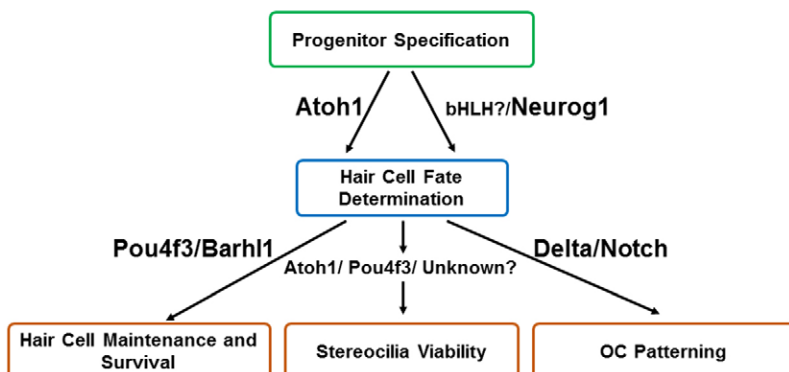 Progenitor Specification
Atoh1
bHLH?/Neurog1
Hair Cell Fate
Determination
Pou4f3/Barhl1
Delta/Notch
Atoh1/ Pou4f3/ Unknown?
Hair Cell Maintenance and
Survival
Stereocilia Viability
OC Patterning